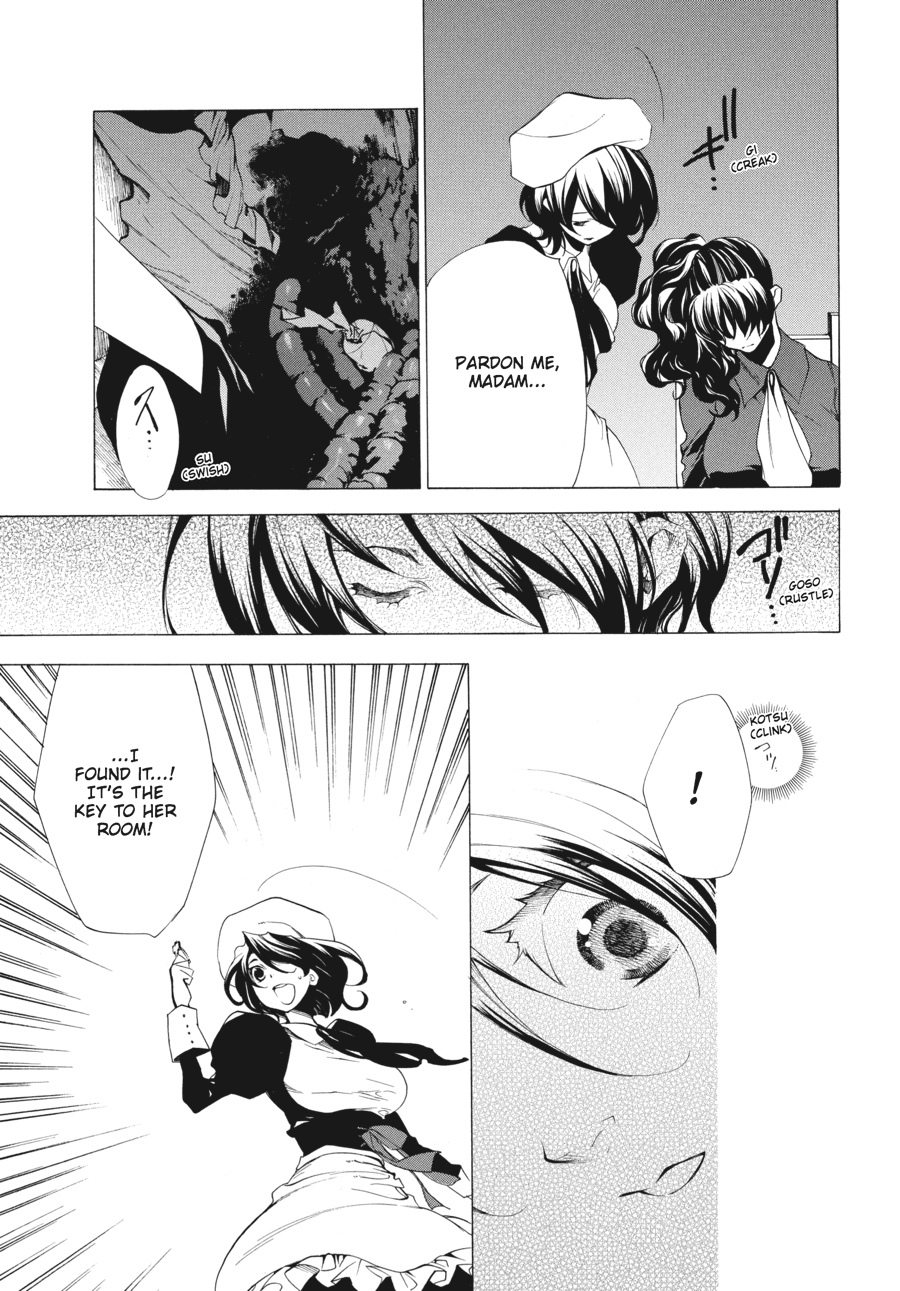 ギ…
GI
(CREAK)
PARDON ME,
MADAM...
ス…
SU
(SWISH)
ゴソ…
GOSO
(RUSTLE)
KOTSU
(CLINK)
コツ…
!
...I
FOUND IT...!
IT'S THE
KEY TO HER
ROOM!